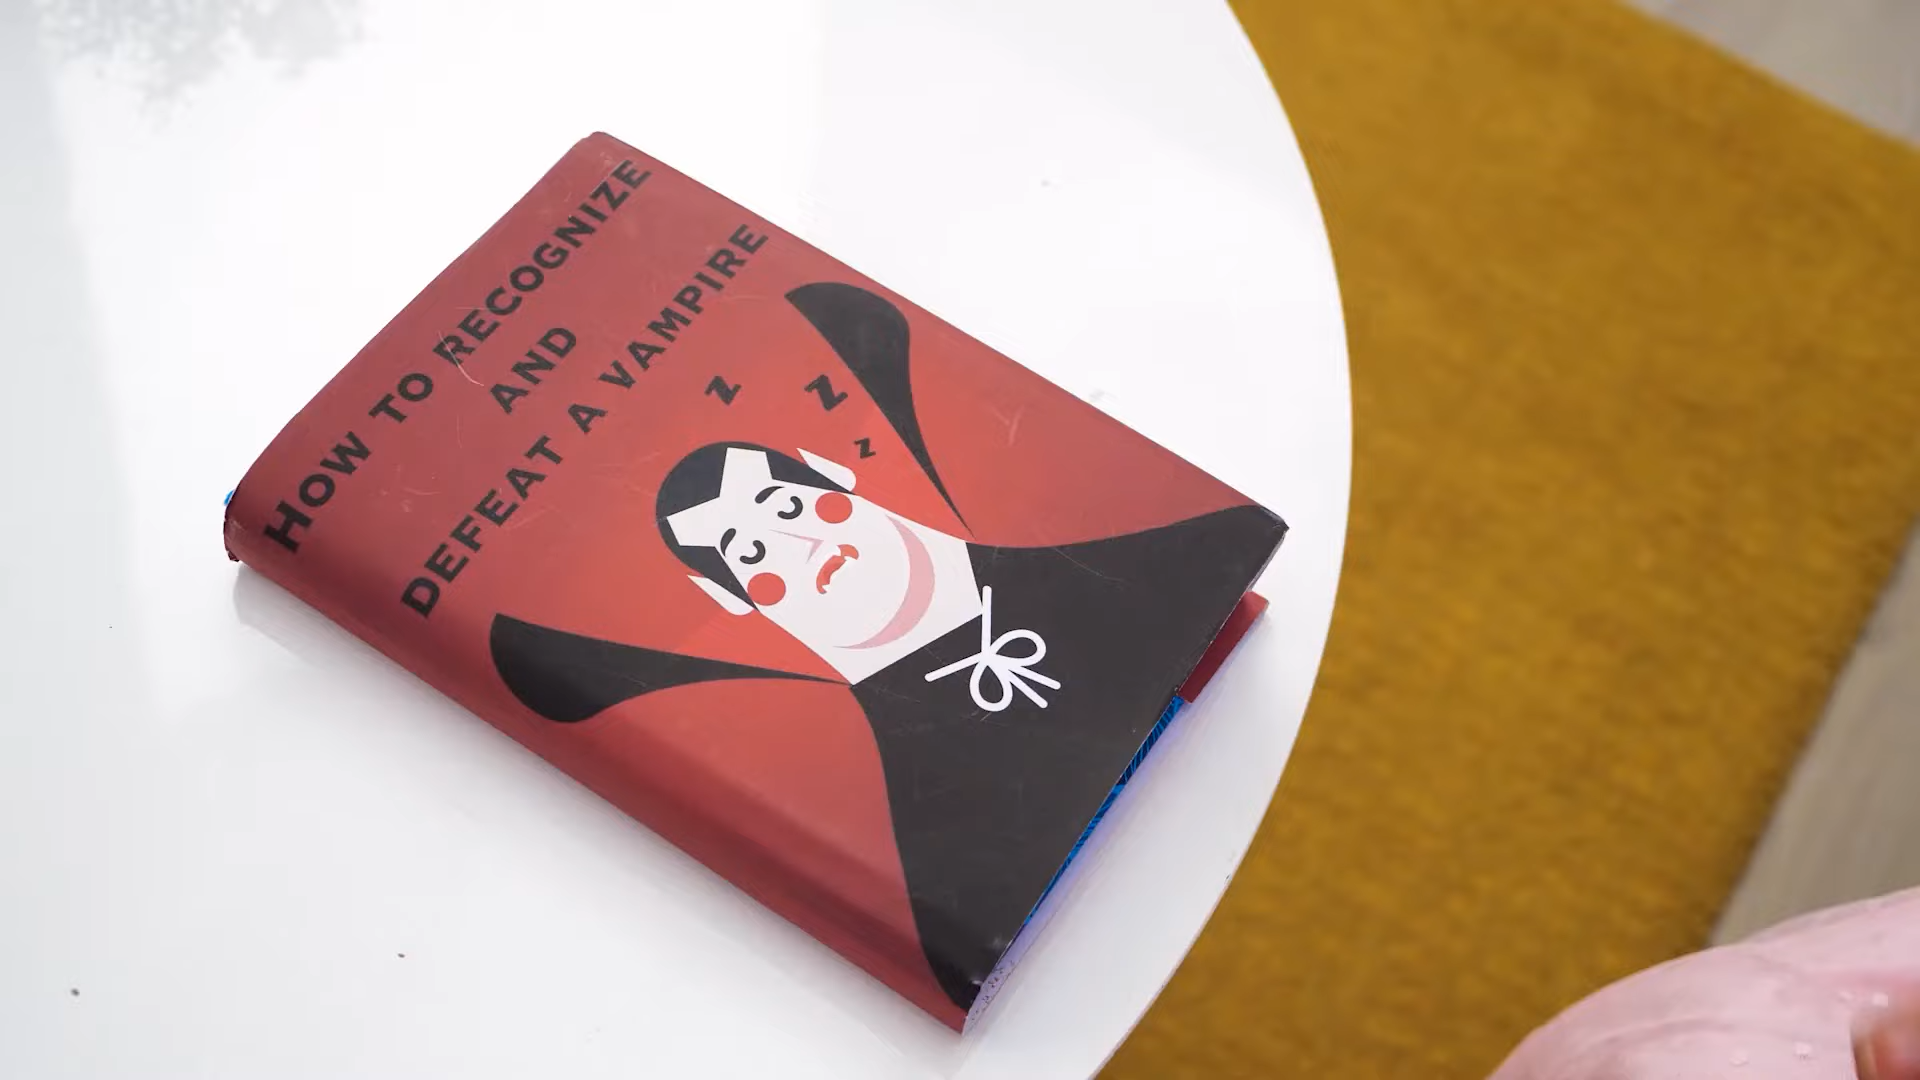 HOW TO RECOGNIZE
AND
DEFEAT A VAMPIRE
Z
Z
Z